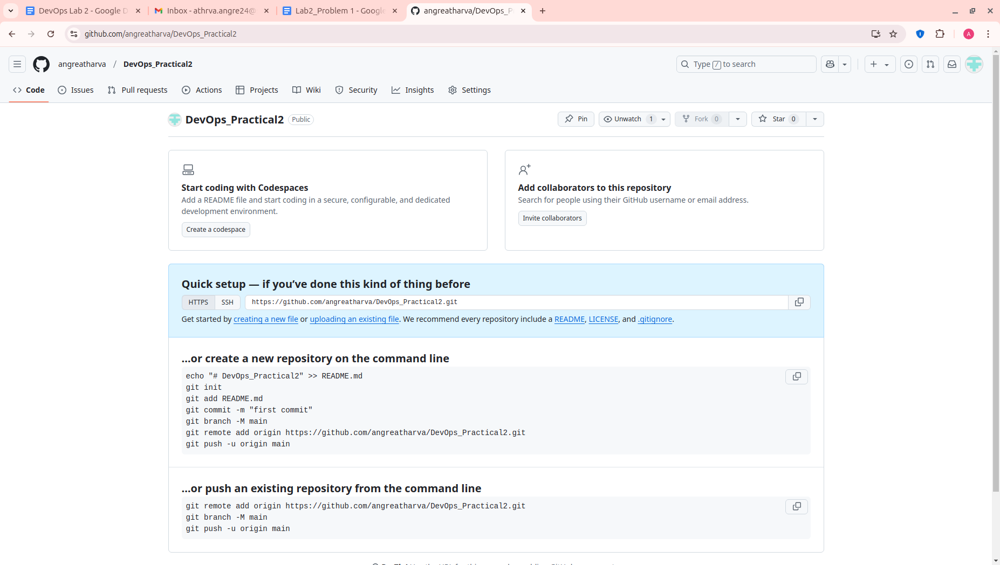 DevOps Lab 2 - Google D
Inbox - athrva.angre24@
Lab2_Problem 1 - Google
angreatharva/DevOps_P
github.com/angreatharva/DevOps_Practical2
A
angreatharva / DevOps_Practical2
Type / to search
Code
Issues
Pull requests
Actions
Projects
Wiki
Security
Insights
Settings
DevOps_Practical2 Public
Pin
Unwatch 1
Fork 0
Star 0
Start coding with Codespaces
Add a README file and start coding in a secure, configurable, and dedicated
development environment.
Create a codespace
Add collaborators to this repository
Search for people using their GitHub username or email address.
Invite collaborators
Quick setup — if you’ve done this kind of thing before
HTTPS SSH https://github.com/angreatharva/DevOps_Practical2.git
Get started by creating a new file or uploading an existing file. We recommend every repository include a README, LICENSE, and .gitignore.
…or create a new repository on the command line
echo "# DevOps_Practical2" >> README.md
git init
git add README.md
git commit -m "first commit"
git branch -M main
git remote add origin https://github.com/angreatharva/DevOps_Practical2.git
git push -u origin main
…or push an existing repository from the command line
git remote add origin https://github.com/angreatharva/DevOps_Practical2.git
git branch -M main
git push -u origin main